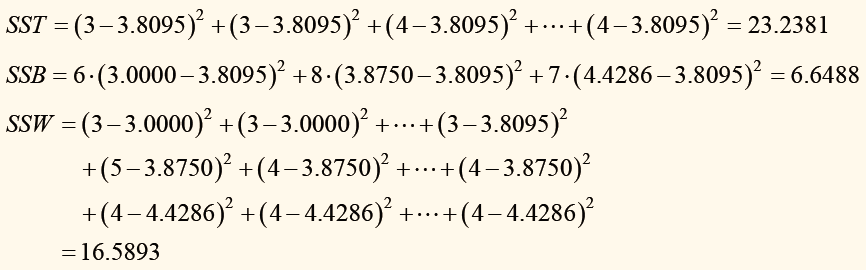 SST = (3−3.8095)² + (3−3.8095)² + (4−3.8095)² + ⋯ + (4−3.8095)² = 23.2381
SSB = 6·(3.0000−3.8095)² + 8·(3.8750−3.8095)² + 7·(4.4286−3.8095)² = 6.6488
SSW = (3−3.0000)² + (3−3.0000)² + ⋯ + (3−3.8095)²
+ (5−3.8750)² + (4−3.8750)² + ⋯ + (4−3.8750)²
+ (4−4.4286)² + (4−4.4286)² + ⋯ + (4−4.4286)²
= 16.5893